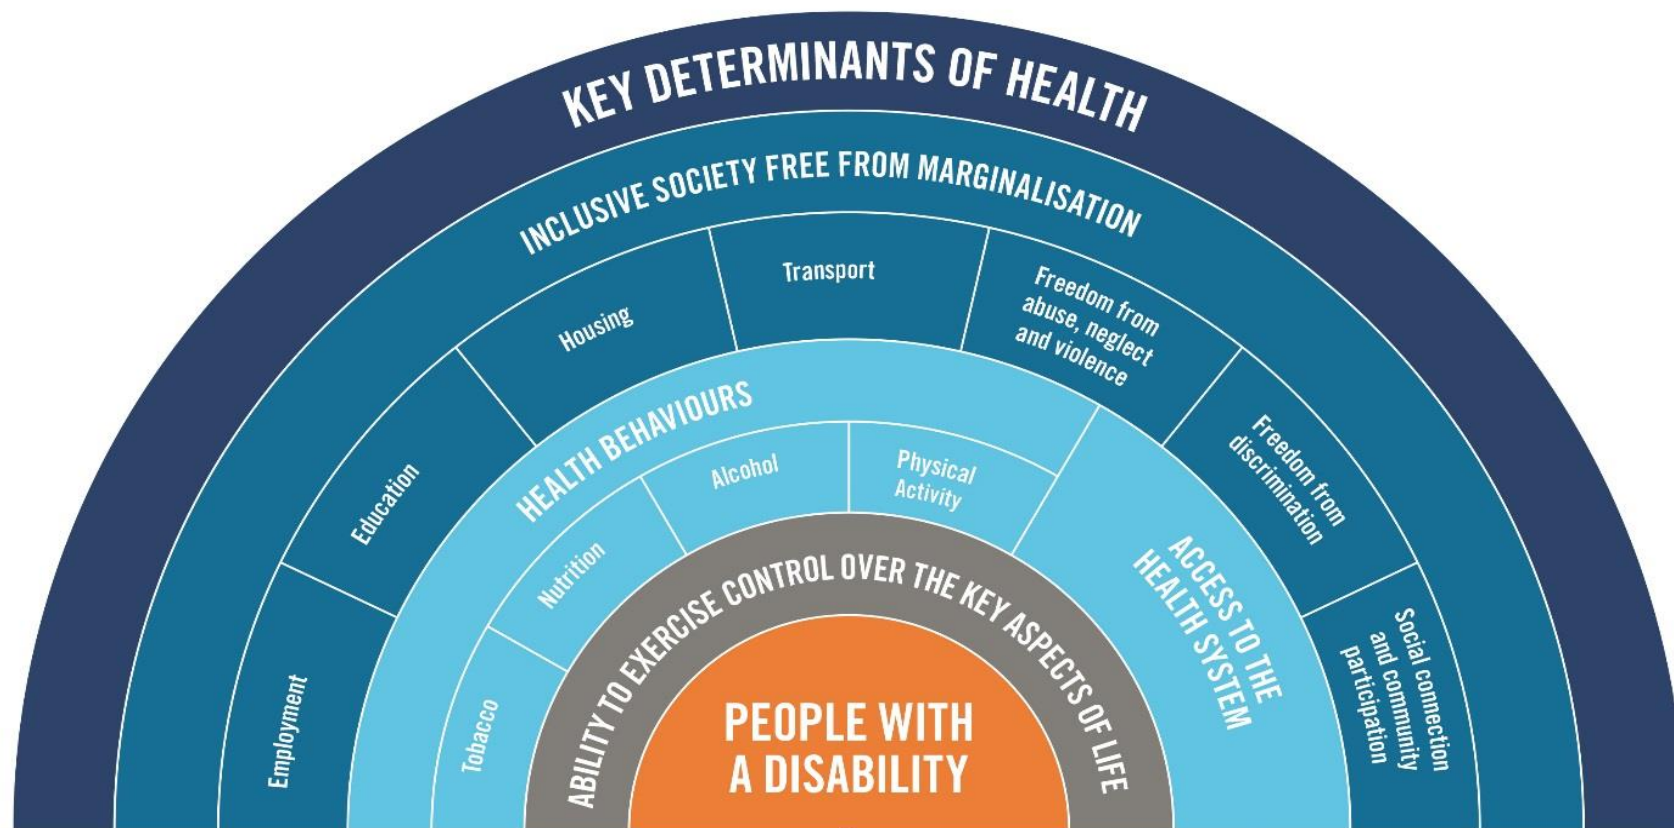 KEY DETERMINANTS OF HEALTH
INCLUSIVE SOCIETY FREE FROM MARGINALISATION
Employment
Education
Housing
Transport
Freedom from
abuse, neglect
and violence
Freedom from
discrimination
Social connection
and community
participation
HEALTH BEHAVIOURS
Tobacco
Nutrition
Alcohol
Physical
Activity
ACCESS TO THE
HEALTH SYSTEM
ABILITY TO EXERCISE CONTROL OVER THE KEY ASPECTS OF LIFE
PEOPLE WITH
A DISABILITY